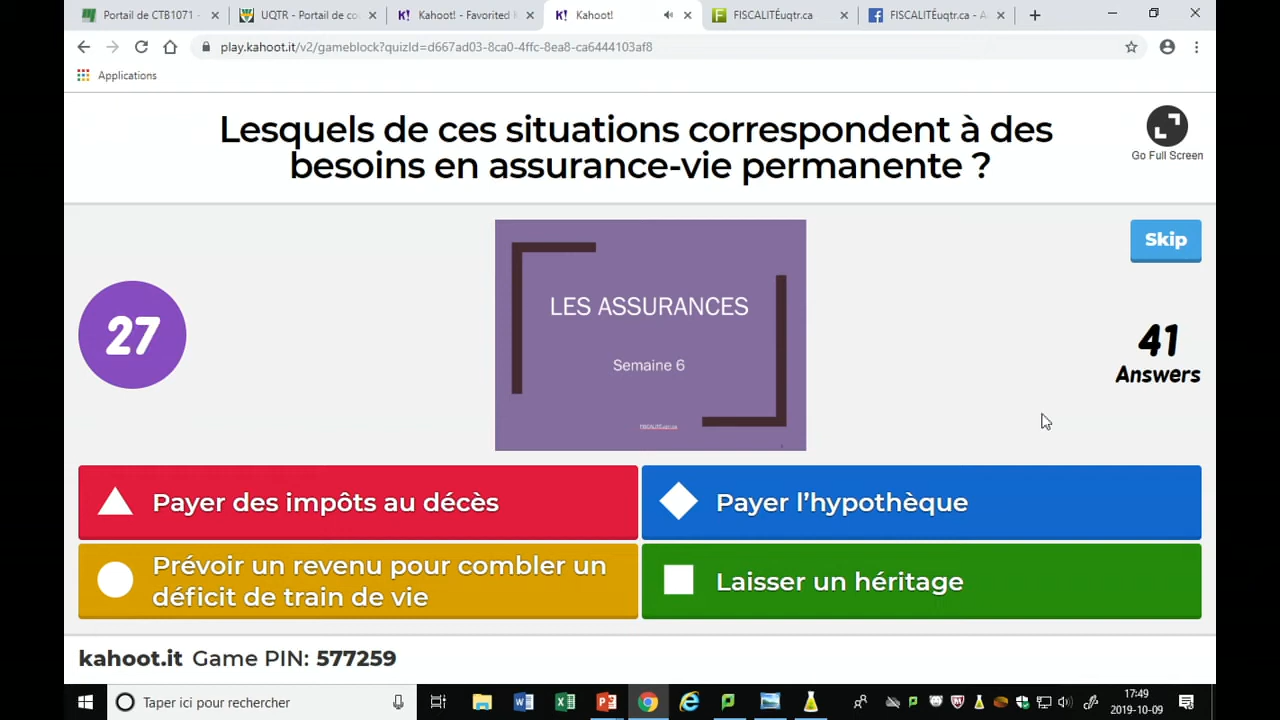 Portail de CTB1071 -
UQTR - Portail de co
Kahoot! - Favorited K
Kahoot!
FISCALITÉuqtr.ca
FISCALITÉuqtr.ca - A
play.kahoot.it/v2/gameblock?quizId=d667ad03-8ca0-4ffc-8ea8-ca6444103af8
Applications
Lesquels de ces situations correspondent à des
besoins en assurance-vie permanente ?
Go Full Screen
Skip
27
LES ASSURANCES
Semaine 6
FISCALITÉuqtr.ca
41
Answers
Payer des impôts au décès
Payer l'hypothèque
Prévoir un revenu pour combler un
déficit de train de vie
Laisser un héritage
kahoot.it Game PIN: 577259
Taper ici pour rechercher
17:49
2019-10-09